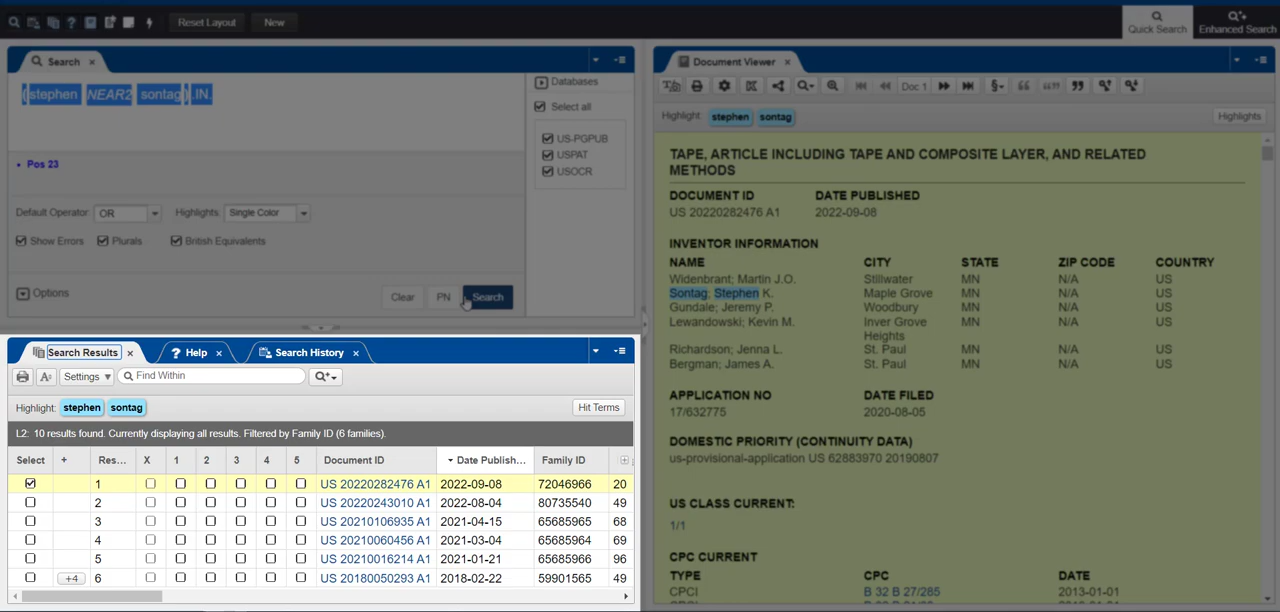 Reset Layout New Quick Search Enhanced Search
Search
(stephen NEAR2 sontag).IN.
Databases
Select all
US-PGPUB
USPAT
USOCR
Pos 23
Default Operator: OR Highlights: Single Color
Show Errors Plurals British Equivalents
Options
Clear PN Search
Search Results Help Search History
Settings Find Within
Highlight: stephen sontag Hit Terms
L2: 10 results found. Currently displaying all results. Filtered by Family ID (6 families).
Select + Res... X 1 2 3 4 5 Document ID Date Publish... Family ID
1 US 20220282476 A1 2022-09-08 72046966 20
2 US 20220243010 A1 2022-08-04 80735540 49
3 US 20210106935 A1 2021-04-15 65685965 68
4 US 20210060456 A1 2021-03-04 65685964 69
5 US 20210016214 A1 2021-01-21 65685966 96
+4 6 US 20180050293 A1 2018-02-22 59901565 49
Document Viewer
Doc 1
Highlight: stephen sontag Highlights
TAPE, ARTICLE INCLUDING TAPE AND COMPOSITE LAYER, AND RELATED
METHODS
DOCUMENT ID DATE PUBLISHED
US 20220282476 A1 2022-09-08
INVENTOR INFORMATION
NAME CITY STATE ZIP CODE COUNTRY
Widenbrant; Martin J.O. Stillwater MN N/A US
Sontag; Stephen K. Maple Grove MN N/A US
Gundale; Jeremy P. Woodbury MN N/A US
Lewandowski; Kevin M. Inver Grove MN N/A US
Heights
Richardson; Jenna L. St. Paul MN N/A US
Bergman; James A. St. Paul MN N/A US
APPLICATION NO DATE FILED
17/632775 2020-08-05
DOMESTIC PRIORITY (CONTINUITY DATA)
us-provisional-application US 62883970 20190807
US CLASS CURRENT:
1/1
CPC CURRENT
TYPE CPC DATE
CPCI B 32 B 27/285 2013-01-01